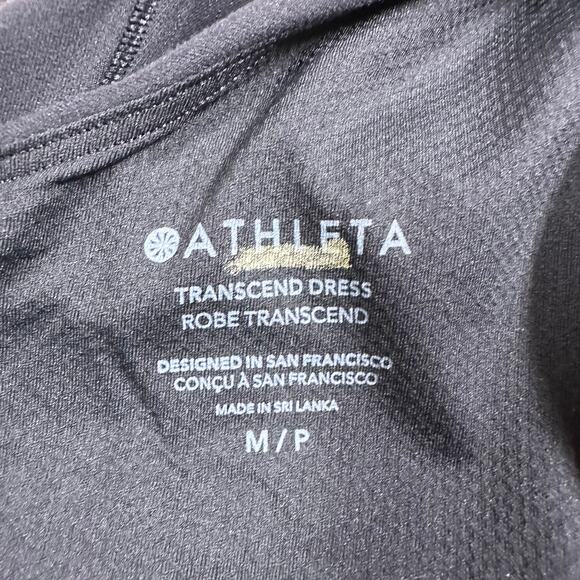 ATHLETA
TRANSCEND DRESS
ROBE TRANSCEND
DESIGNED IN SAN FRANCISCO
CONÇU À SAN FRANCISCO
MADE IN SRI LANKA
M / P